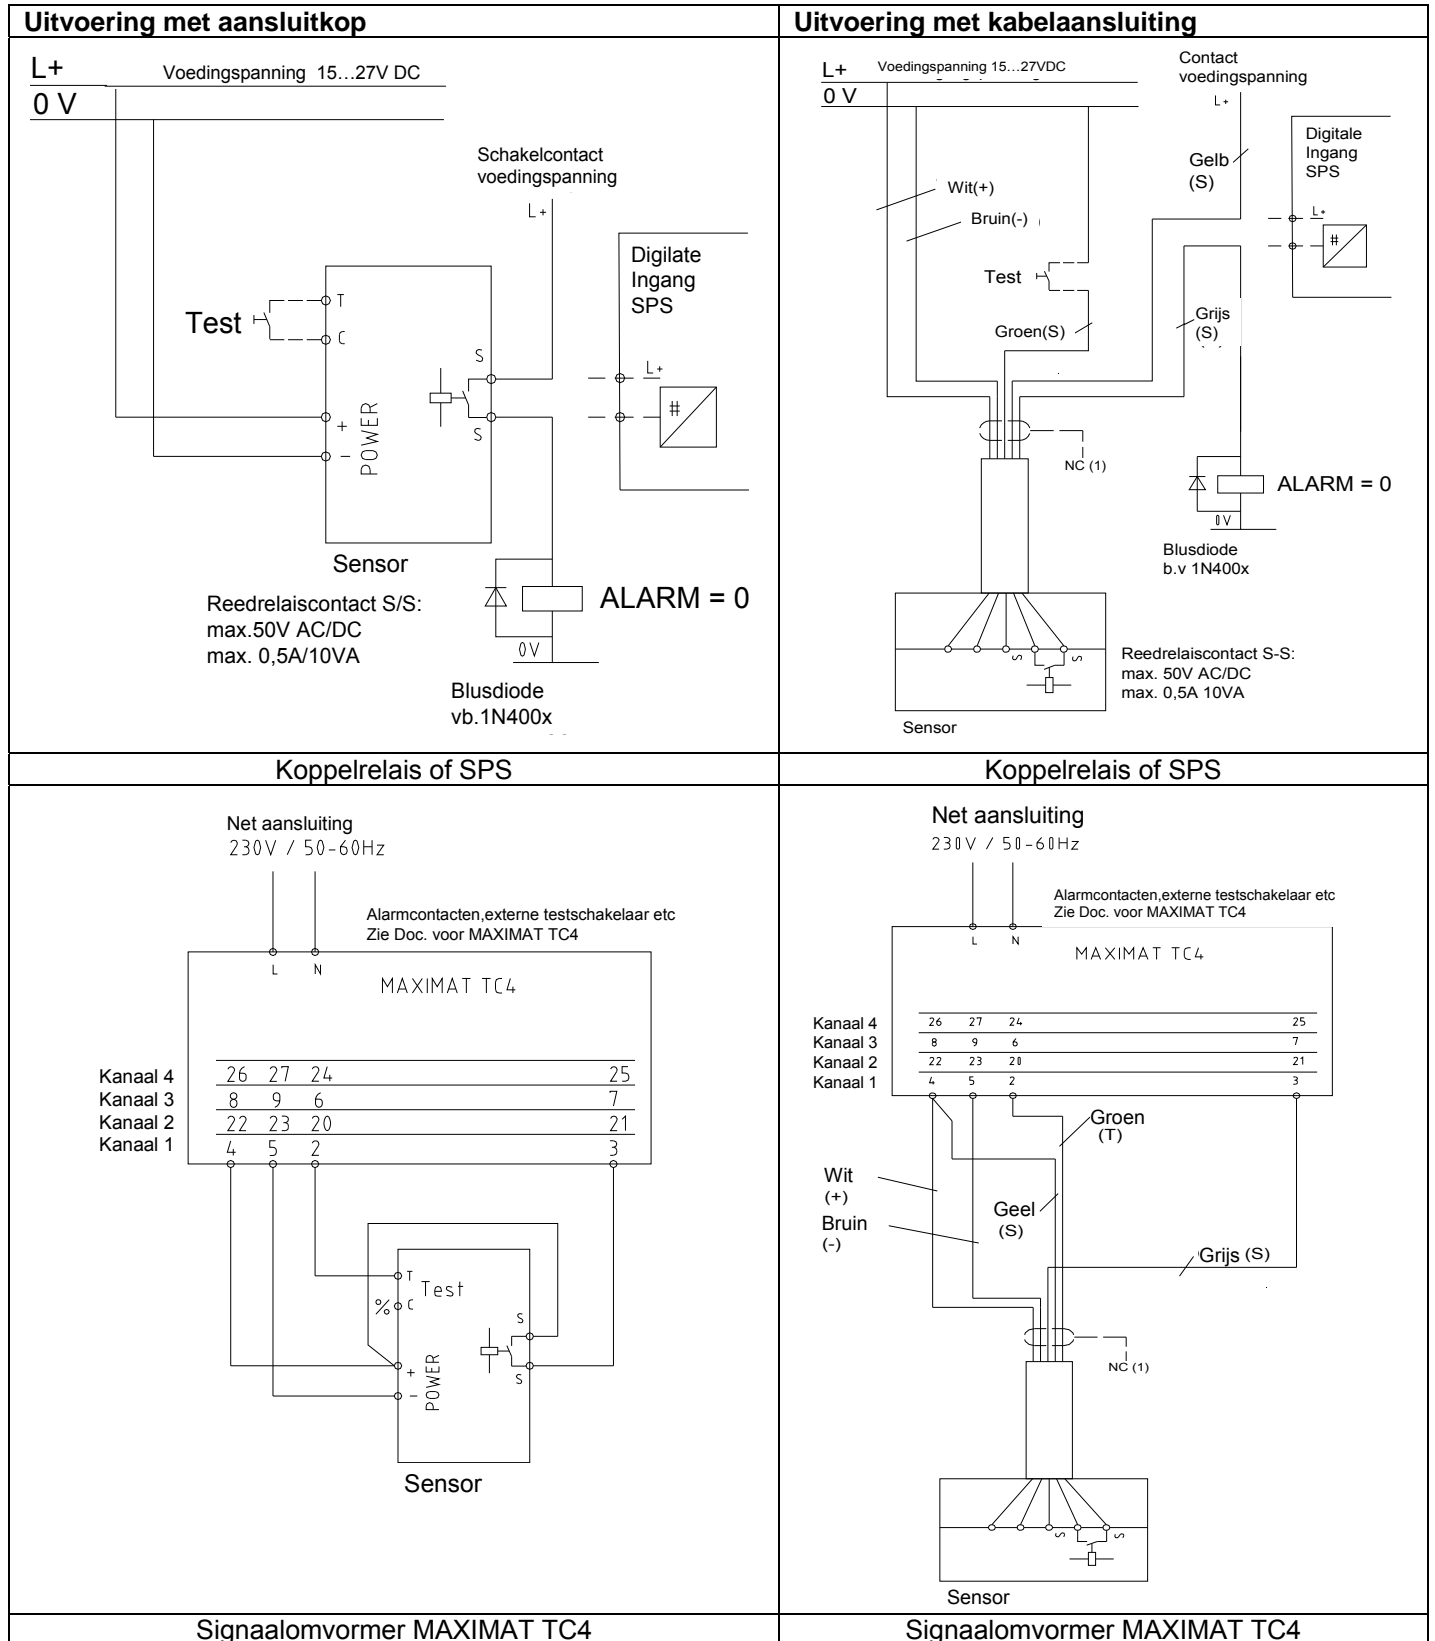 Uitvoering met aansluitkop
L+
Voedingspanning 15...27V DC
0 V
Schakelcontact
voedingspanning
L+
Digilate
Ingang
SPS
T
Test
C
S
L+
#
+
POWER
S
-
Sensor
Reedrelaiscontact S/S:
max.50V AC/DC
max. 0,5A/10VA
ALARM = 0
0V
Blusdiode
vb.1N400x
Koppelrelais of SPS
Uitvoering met kabelaansluiting
L+
Voedingspanning 15...27VDC
0 V
Contact
voedingspanning
L+
Digitale
Ingang
SPS
Gelb
(S)
Wit(+)
Bruin(-)
L+
#
Test
Groen(S)
Grijs
(S)
NC (1)
ALARM = 0
0V
Blusdiode
b.v 1N400x
S
S
Reedrelaiscontact S-S:
max. 50V AC/DC
max. 0,5A 10VA
Sensor
Koppelrelais of SPS
Net aansluiting
230V / 50-60Hz
Alarmcontacten,externe testschakelaar etc
Zie Doc. voor MAXIMAT TC4
L N
MAXIMAT TC4
Kanaal 4 26 27 24 25
Kanaal 3 8 9 6 7
Kanaal 2 22 23 20 21
Kanaal 1 4 5 2 3
T
Test
% C
S
+
POWER
S
-
Sensor
Signaalomvormer MAXIMAT TC4
Net aansluiting
230V / 50-60Hz
Alarmcontacten,externe testschakelaar etc
Zie Doc. voor MAXIMAT TC4
L N
MAXIMAT TC4
Kanaal 4 26 27 24 25
Kanaal 3 8 9 6 7
Kanaal 2 22 23 20 21
Kanaal 1 4 5 2 3
Groen
(T)
Wit
(+)
Geel
(S)
Bruin
(-)
Grijs (S)
NC (1)
S
S
Sensor
Signaalomvormer MAXIMAT TC4